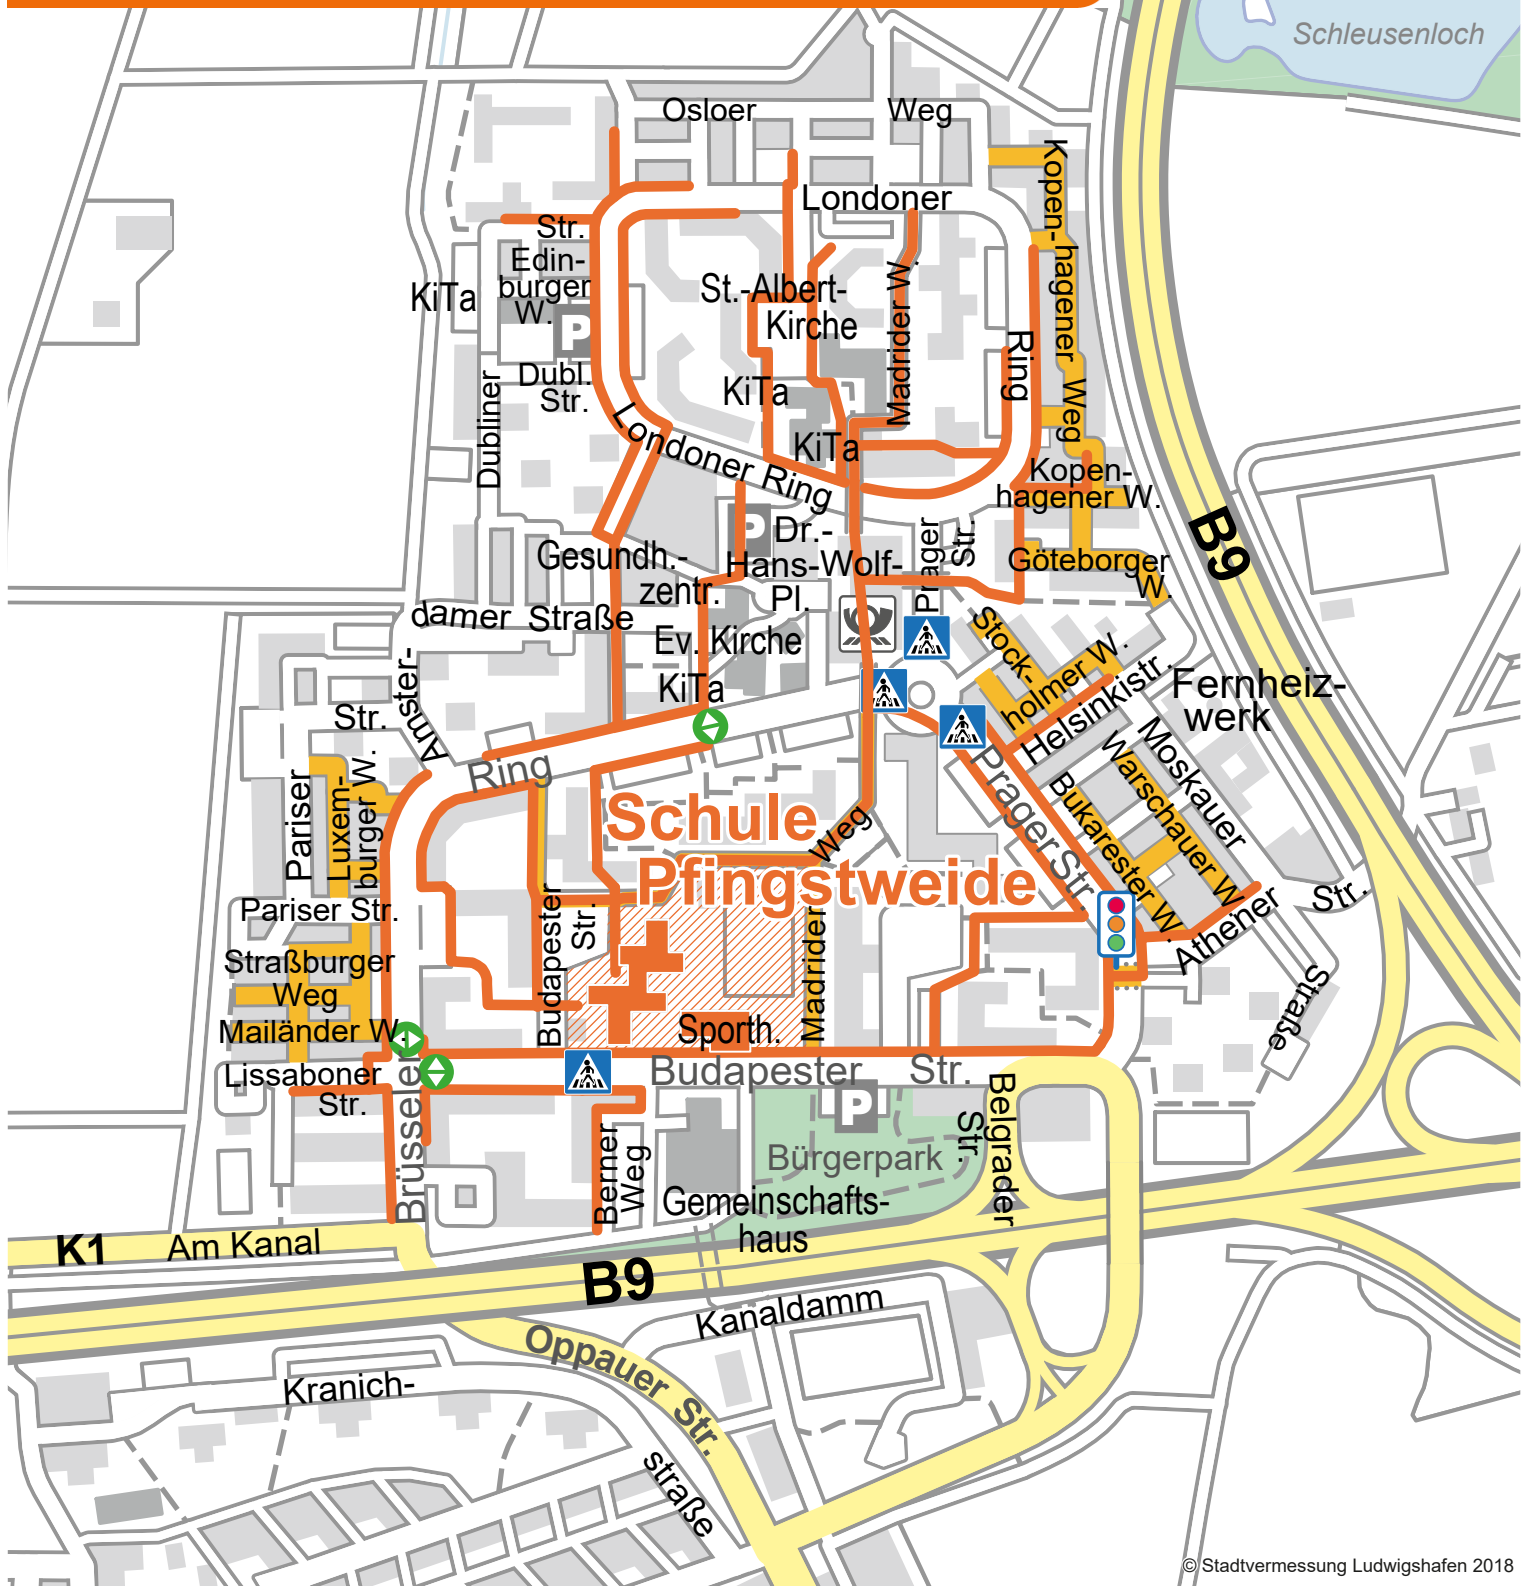 Schleusenloch
Osloer
Weg
Kopen-
hagener
Weg
Londoner
Str.
Edin-
burger
W.
KiTa
P
St.-Albert-
Kirche
Madrider W.
Ring
Dubl.
Str.
KiTa
Dubliner
Londoner Ring
KiTa
Kopen-
hagener W.
P
Dr.-
Hans-Wolf-
Pl.
Prager
Str.
B9
Gesundh.-
zentr.
Göteborger
W.
damer Straße
Amster-
Ev. Kirche
KiTa
Stock-
holmer W.
Helsinkistr.
Fernheiz-
werk
Str.
Ring
Pariser
Luxem-
burger W.
Moskauer
Warschauer W.
Bukarester W.
Prager Str.
Schule
Pfingstweide
Weg
Madrider
Pariser Str.
Budapester
Str.
Athener
Str.
Straße
Straßburger
Weg
Mailänder W.
Sporth.
Lissaboner
Str.
Budapester Str.
Brüsseler
P
Belgrader
Str.
Bürgerpark
Berner
Weg
Gemeinschafts-
haus
K1
Am Kanal
B9
Kanaldamm
Oppauer Str.
Kranich-
straße
© Stadtvermessung Ludwigshafen 2018